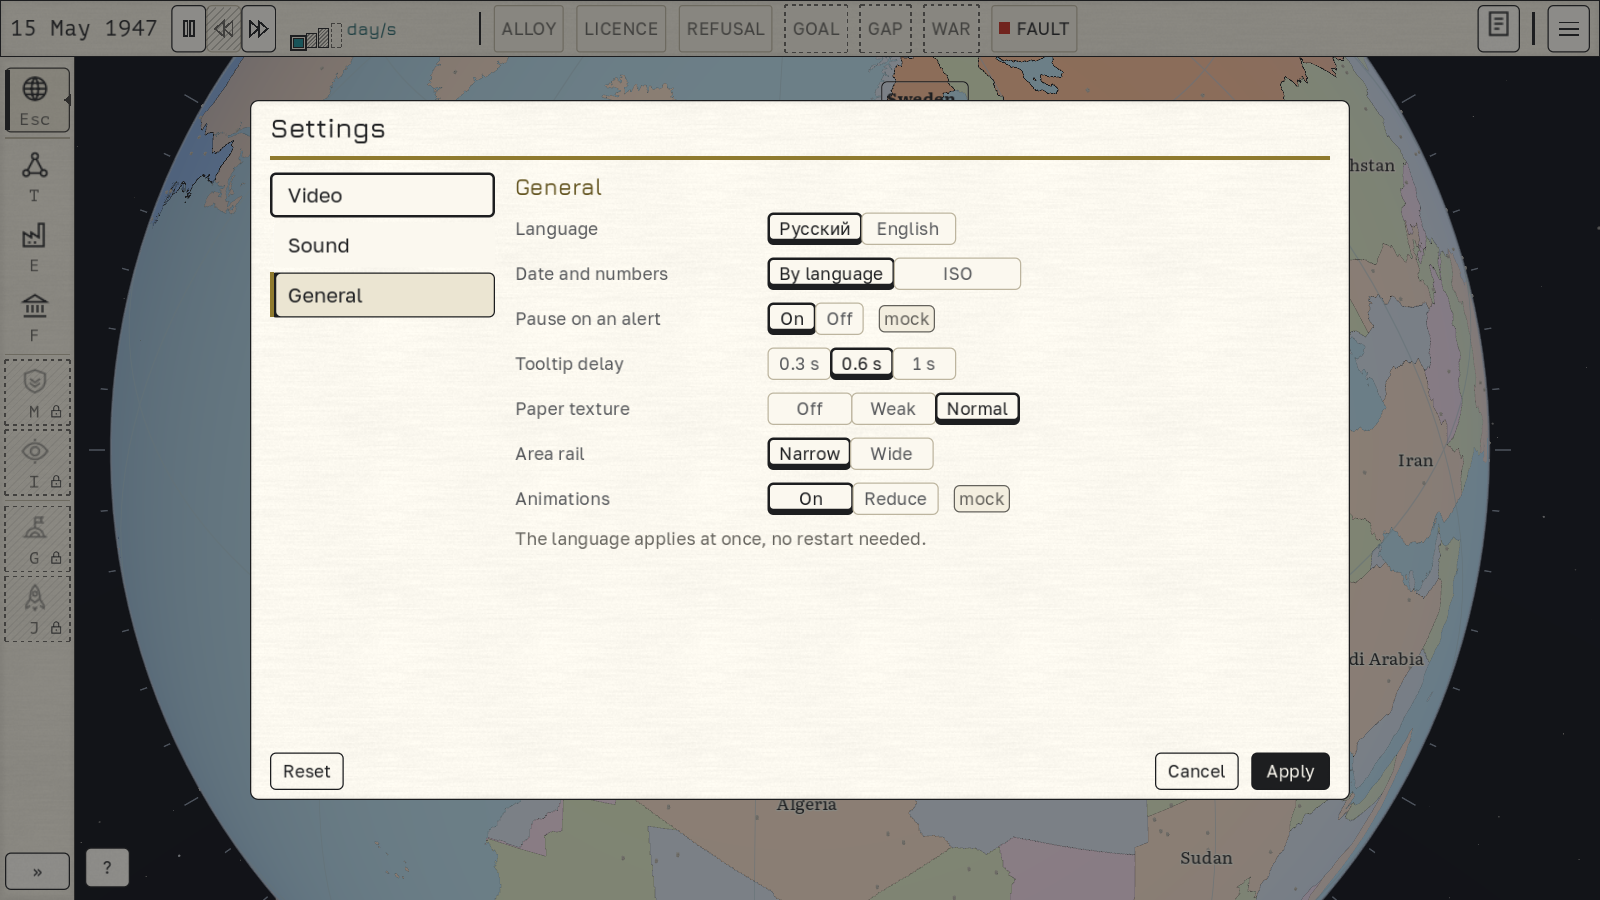 15 May 1947 day/s ALLOY LICENCE REFUSAL GOAL GAP WAR FAULT
Esc
T
E
F
M
I
G
J
»
?
Sweden
hstan
Iran
di Arabia
Algeria
Sudan
Settings
Video
Sound
General
General
Language Русский English
Date and numbers By language ISO
Pause on an alert On Off mock
Tooltip delay 0.3 s 0.6 s 1 s
Paper texture Off Weak Normal
Area rail Narrow Wide
Animations On Reduce mock
The language applies at once, no restart needed.
Reset Cancel Apply